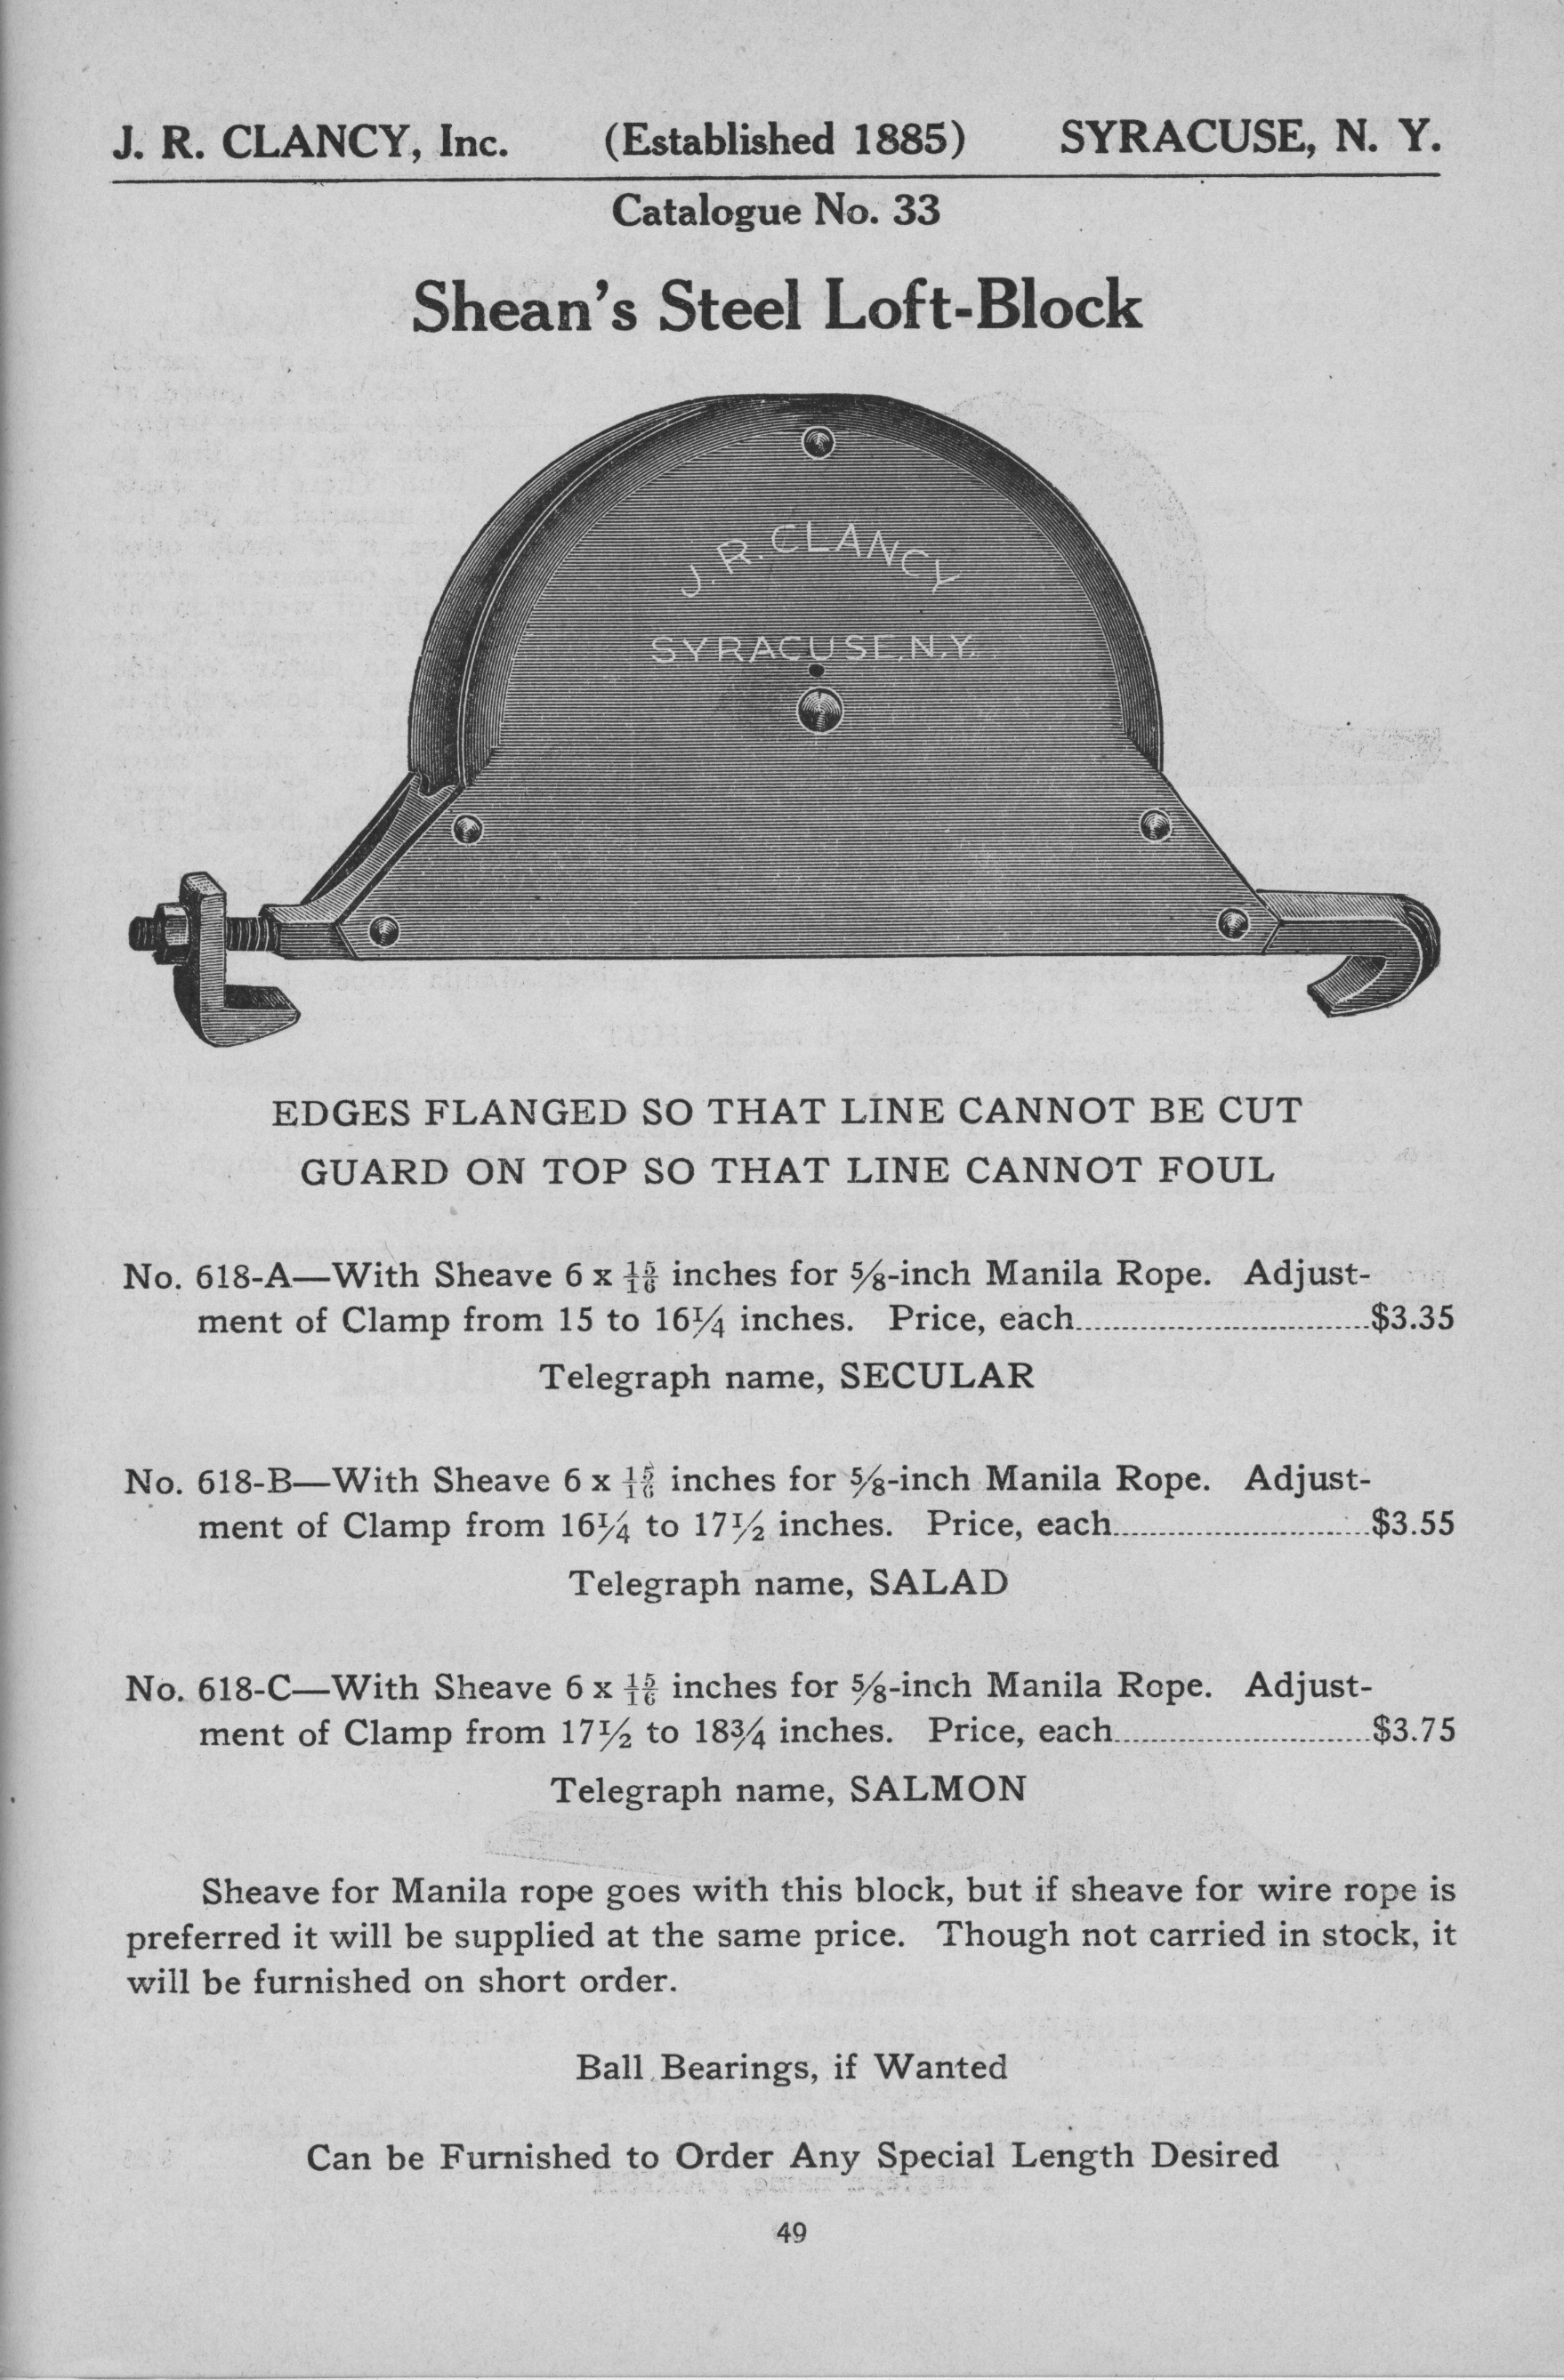 J. R. CLANCY, Inc. (Established 1885) SYRACUSE, N. Y.
Catalogue No. 33
Shean's Steel Loft-Block
J. R. CLANCY
SYRACUSE, N.Y.
EDGES FLANGED SO THAT LINE CANNOT BE CUT
GUARD ON TOP SO THAT LINE CANNOT FOUL
No. 618-A—With Sheave 6 x 15/16 inches for 5/8-inch Manila Rope. Adjust-
ment of Clamp from 15 to 16 1/4 inches. Price, each..............................$3.35
Telegraph name, SECULAR
No. 618-B—With Sheave 6 x 15/16 inches for 5/8-inch Manila Rope. Adjust-
ment of Clamp from 16 1/4 to 17 1/2 inches. Price, each..........................$3.55
Telegraph name, SALAD
No. 618-C—With Sheave 6 x 15/16 inches for 5/8-inch Manila Rope. Adjust-
ment of Clamp from 17 1/2 to 18 3/4 inches. Price, each..........................$3.75
Telegraph name, SALMON
Sheave for Manila rope goes with this block, but if sheave for wire rope is
preferred it will be supplied at the same price. Though not carried in stock, it
will be furnished on short order.
Ball Bearings, if Wanted
Can be Furnished to Order Any Special Length Desired
49